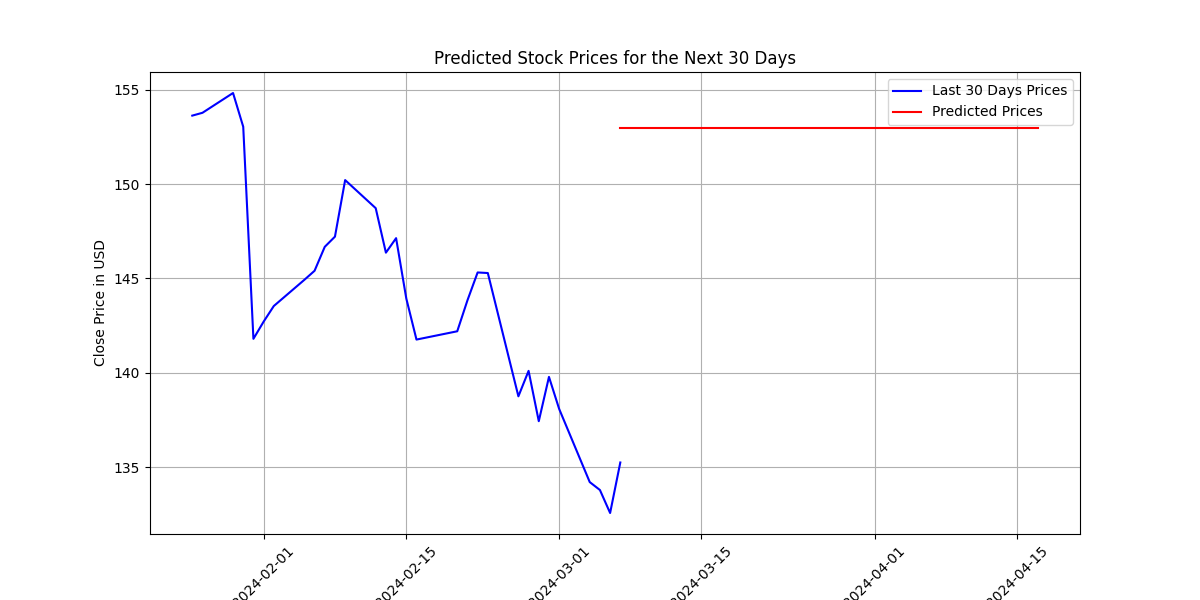 Predicted Stock Prices for the Next 30 Days
Last 30 Days Prices
Predicted Prices
Close Price in USD
155
150
145
140
135
2024-02-01
2024-02-15
2024-03-01
2024-03-15
2024-04-01
2024-04-15